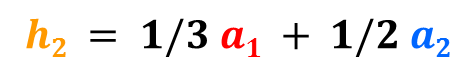 h₂ = 1/3 a₁ + 1/2 a₂